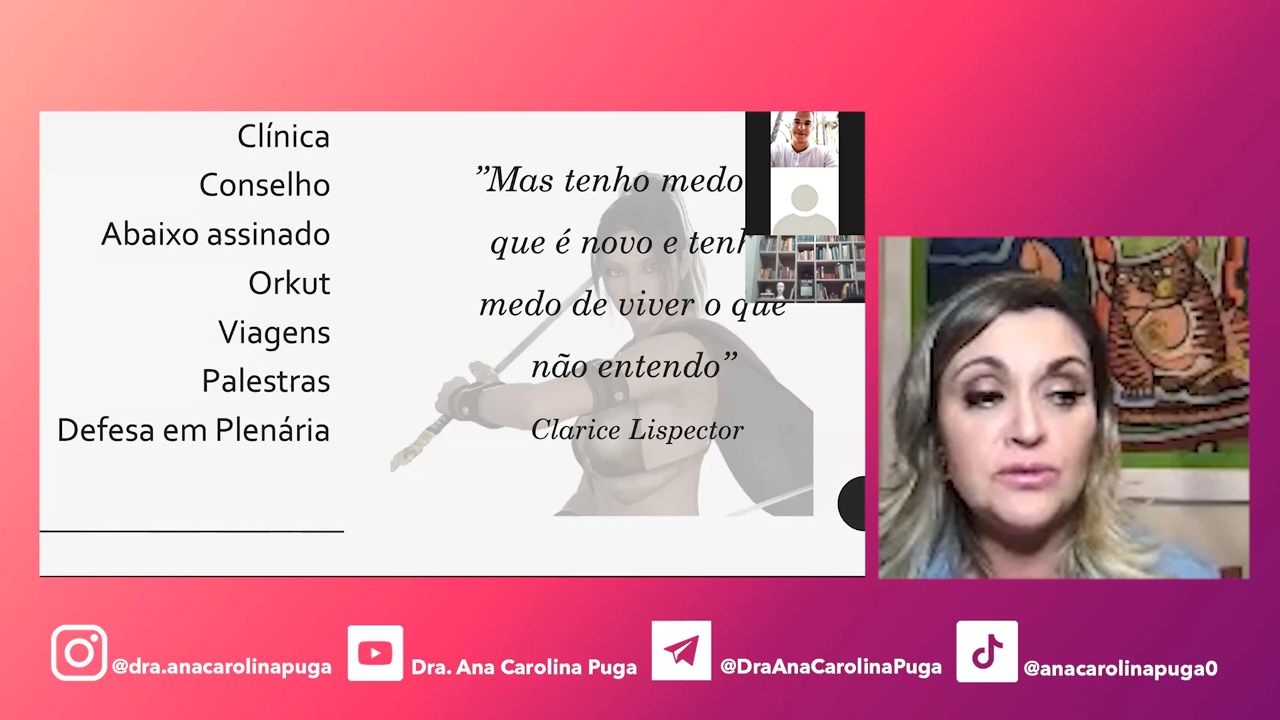 Clínica
Conselho
Abaixo assinado
Orkut
Viagens
Palestras
Defesa em Plenária
”Mas tenho medo
que é novo e
medo de viver o que
não entendo”
Clarice Lispector
@dra.anacarolinapuga
Dra. Ana Carolina Puga
@DraAnaCarolinaPuga
@anacarolinapuga0